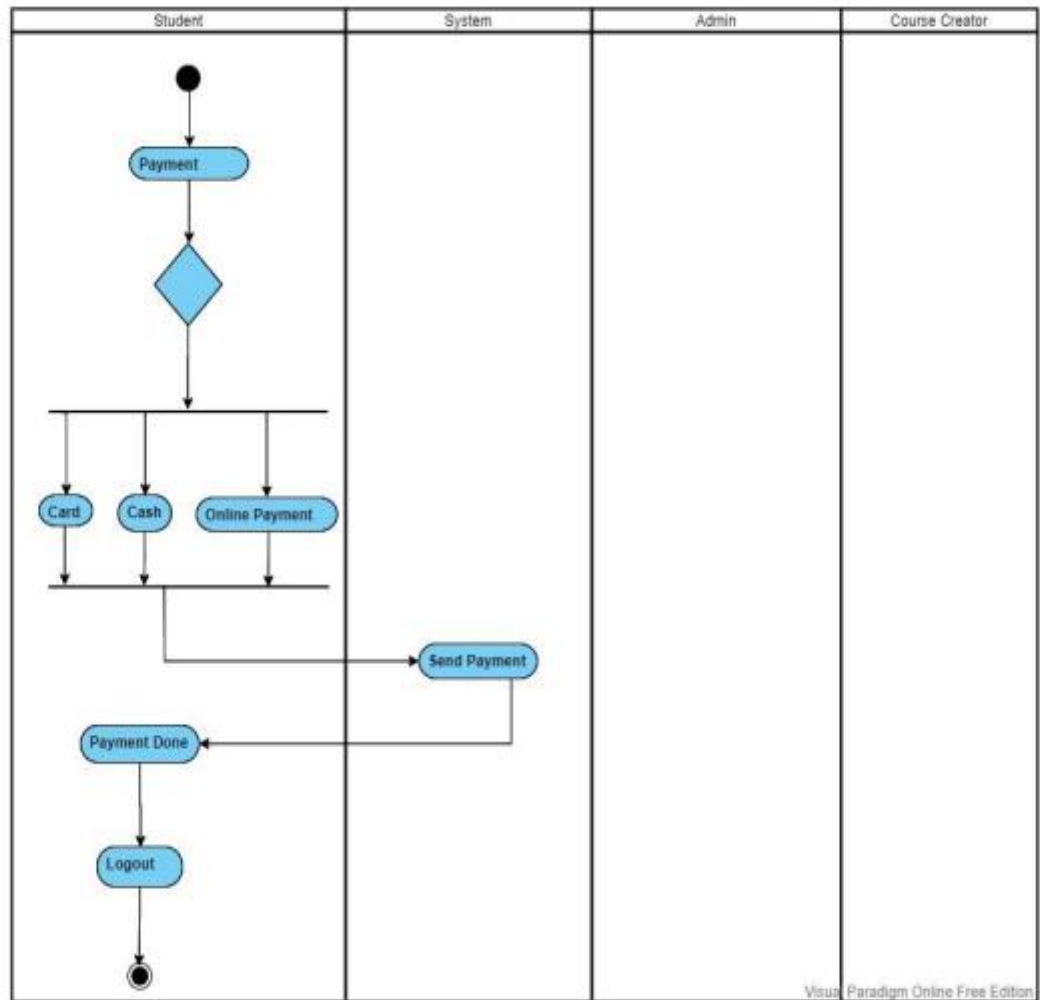 Student
System
Admin
Course Creator
Payment
Card
Cash
Online Payment
Send Payment
Payment Done
Logout
Visual Paradigm Online Free Edition